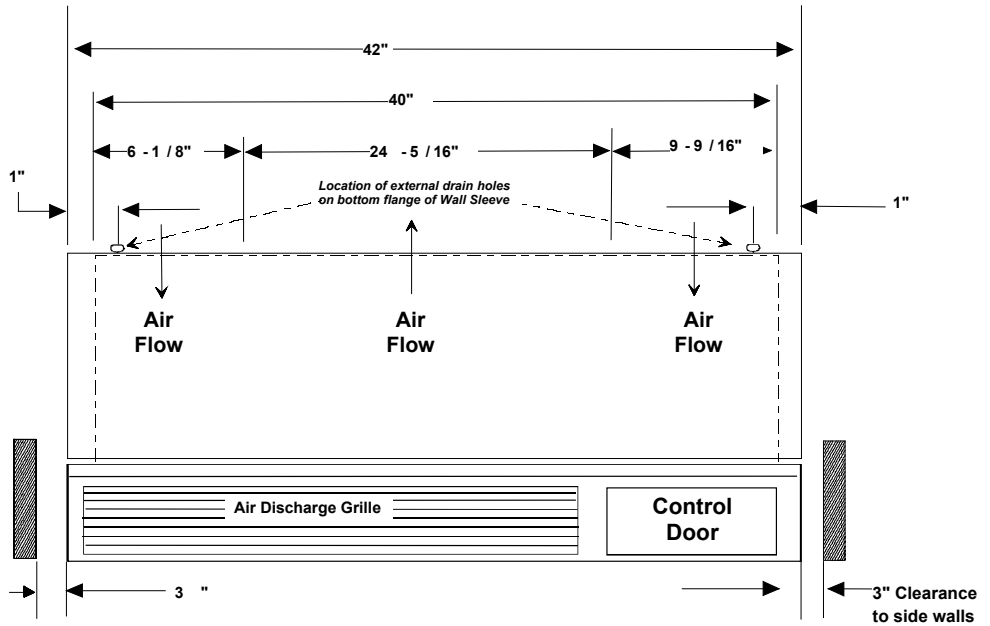 42"
40"
6 - 1 / 8"
24 - 5 / 16"
9 - 9 / 16"
1"
Location of external drain holes
on bottom flange of Wall Sleeve
1"
Air
Flow
Air
Flow
Air
Flow
Air Discharge Grille
Control
Door
3 "
3" Clearance
to side walls